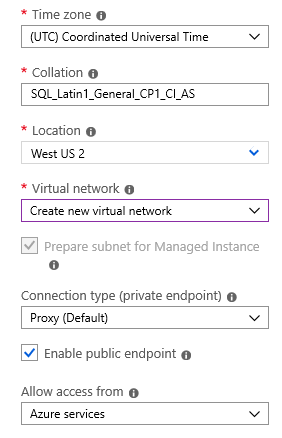 * Time zone
(UTC) Coordinated Universal Time
* Collation
SQL_Latin1_General_CP1_CI_AS
* Location
West US 2
* Virtual network
Create new virtual network
Prepare subnet for Managed Instance
Connection type (private endpoint)
Proxy (Default)
Enable public endpoint
Allow access from
Azure services